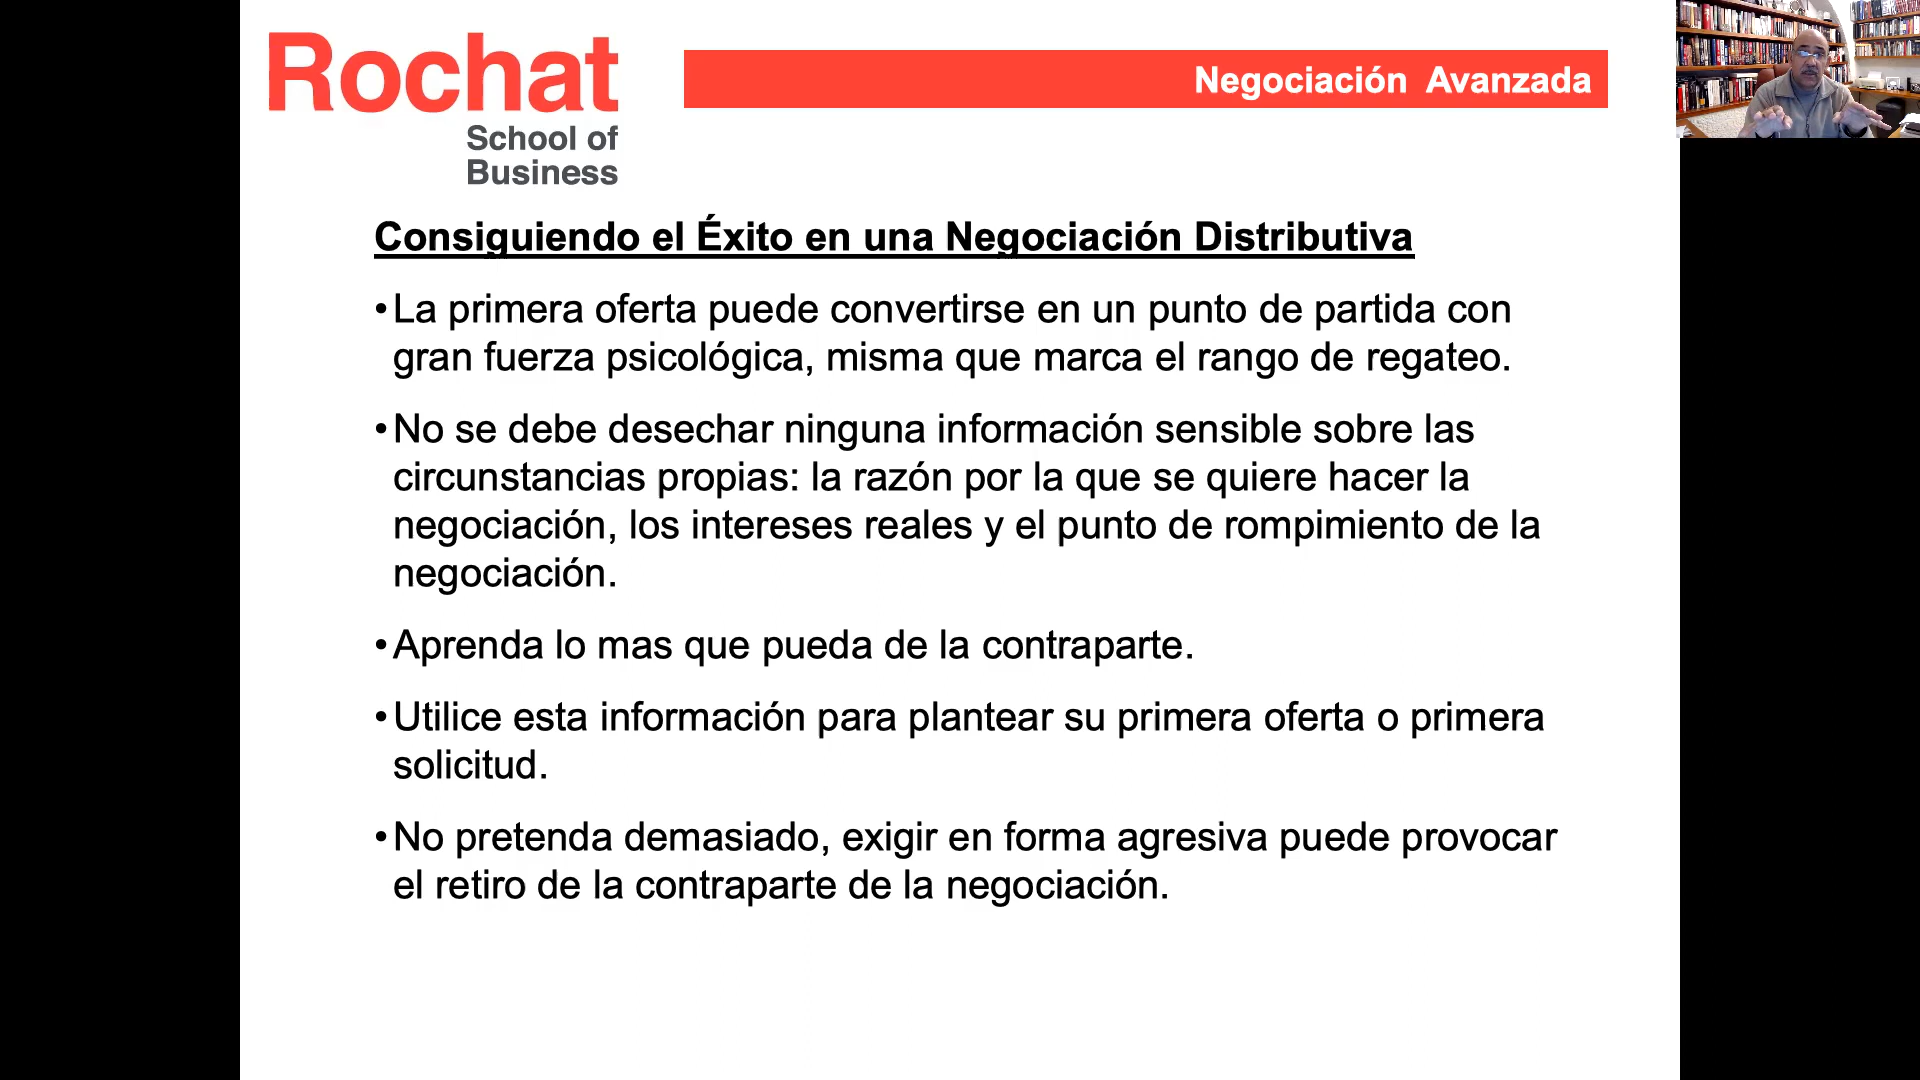 Rochat
School of
Business
Negociación Avanzada
Consiguiendo el Éxito en una Negociación Distributiva
•La primera oferta puede convertirse en un punto de partida con
gran fuerza psicológica, misma que marca el rango de regateo.
•No se debe desechar ninguna información sensible sobre las
circunstancias propias: la razón por la que se quiere hacer la
negociación, los intereses reales y el punto de rompimiento de la
negociación.
•Aprenda lo mas que pueda de la contraparte.
•Utilice esta información para plantear su primera oferta o primera
solicitud.
•No pretenda demasiado, exigir en forma agresiva puede provocar
el retiro de la contraparte de la negociación.